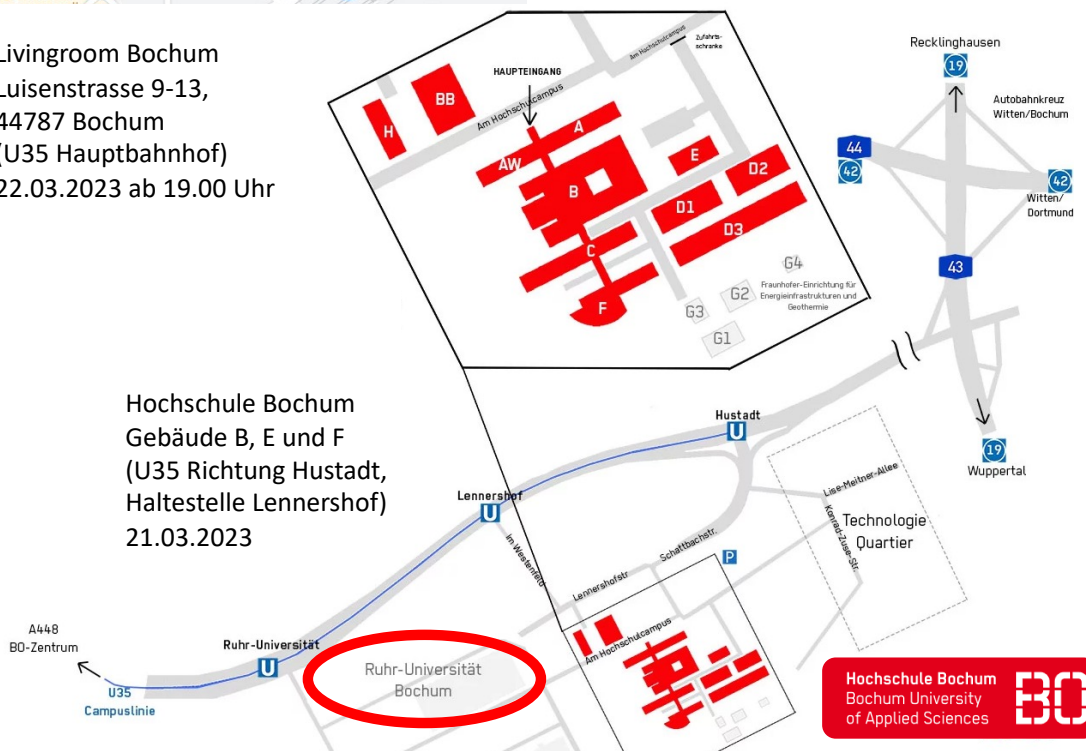 Livingroom Bochum
Luisenstrasse 9-13,
44787 Bochum
(U35 Hauptbahnhof)
22.03.2023 ab 19.00 Uhr
Am Hochschulcampus
Zufahrts-
schranke
HAUPTEINGANG
Am Hochschulcampus
H
BB
A
AW
B
E
D1
D2
D3
C
F
G4
G2
G3
G1
Fraunhofer-Einrichtung für
Energieinfrastrukturen und
Geothermie
Recklinghausen
19
Autobahnkreuz
Witten/Bochum
44
42
42
Witten/
Dortmund
43
19
Wuppertal
Hochschule Bochum
Gebäude B, E und F
(U35 Richtung Hustadt,
Haltestelle Lennershof)
21.03.2023
Hustadt
U
Lennershof
U
Im Westenfeld
Lennershofstr
Schattbachstr.
P
Lise-Meitner-Allee
Konrad-Zuse-Str.
Technologie
Quartier
Am Hochschulcampus
A448
BO-Zentrum
Ruhr-Universität
U
U35
Campuslinie
Ruhr-Universität
Bochum
Hochschule Bochum
Bochum University
of Applied Sciences
BO